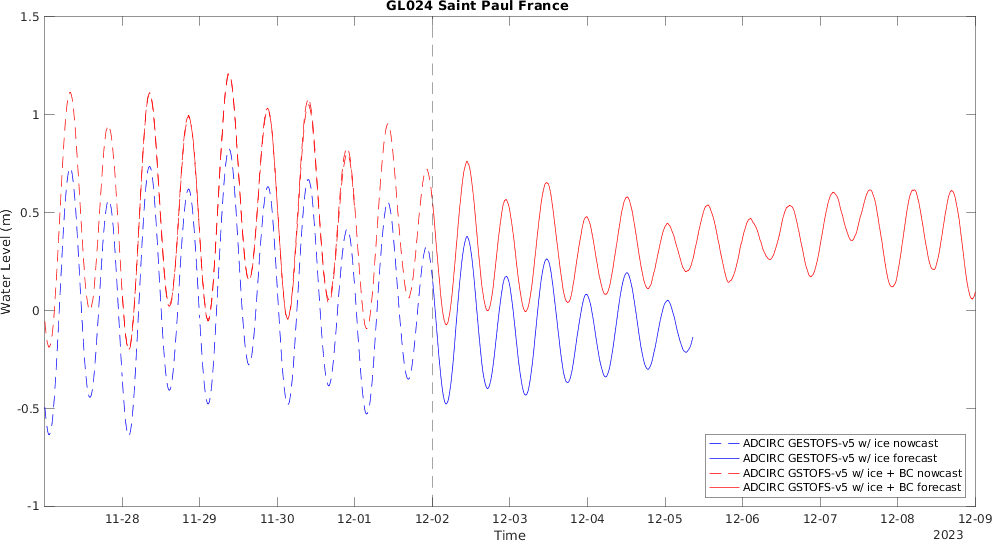 GL024 Saint Paul France
Water Level (m)
1.5
1
0.5
0
-0.5
-1
11-28 11-29 11-30 12-01 12-02 12-03 12-04 12-05 12-06 12-07 12-08 12-09
Time
2023
ADCIRC GESTOFS-v5 w/ ice nowcast
ADCIRC GESTOFS-v5 w/ ice forecast
ADCIRC GSTOFS-v5 w/ ice + BC nowcast
ADCIRC GSTOFS-v5 w/ ice + BC forecast